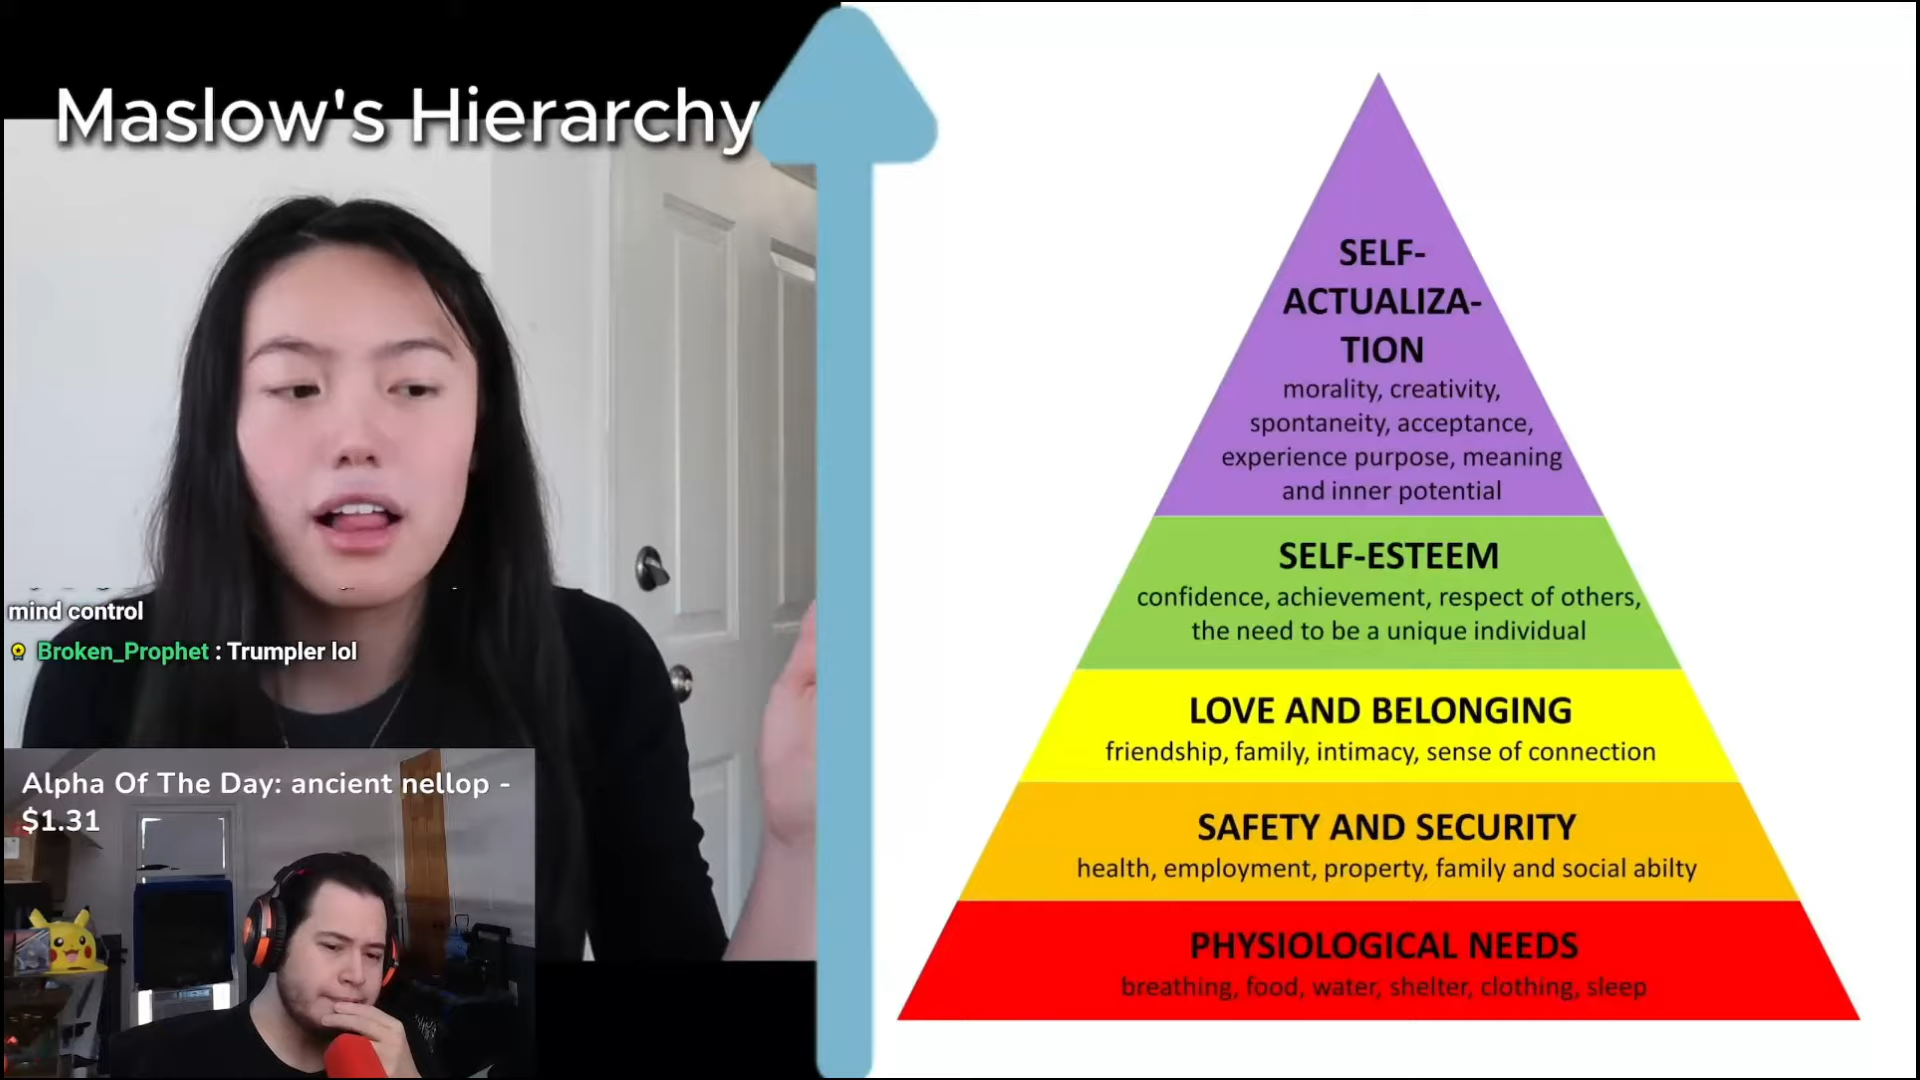 Maslow's Hierarchy
mind control
Broken_Prophet : Trumpler lol
Alpha Of The Day: ancient nellop -
$1.31
SELF-
ACTUALIZA-
TION
morality, creativity,
spontaneity, acceptance,
experience purpose, meaning
and inner potential
SELF-ESTEEM
confidence, achievement, respect of others,
the need to be a unique individual
LOVE AND BELONGING
friendship, family, intimacy, sense of connection
SAFETY AND SECURITY
health, employment, property, family and social abilty
PHYSIOLOGICAL NEEDS
breathing, food, water, shelter, clothing, sleep